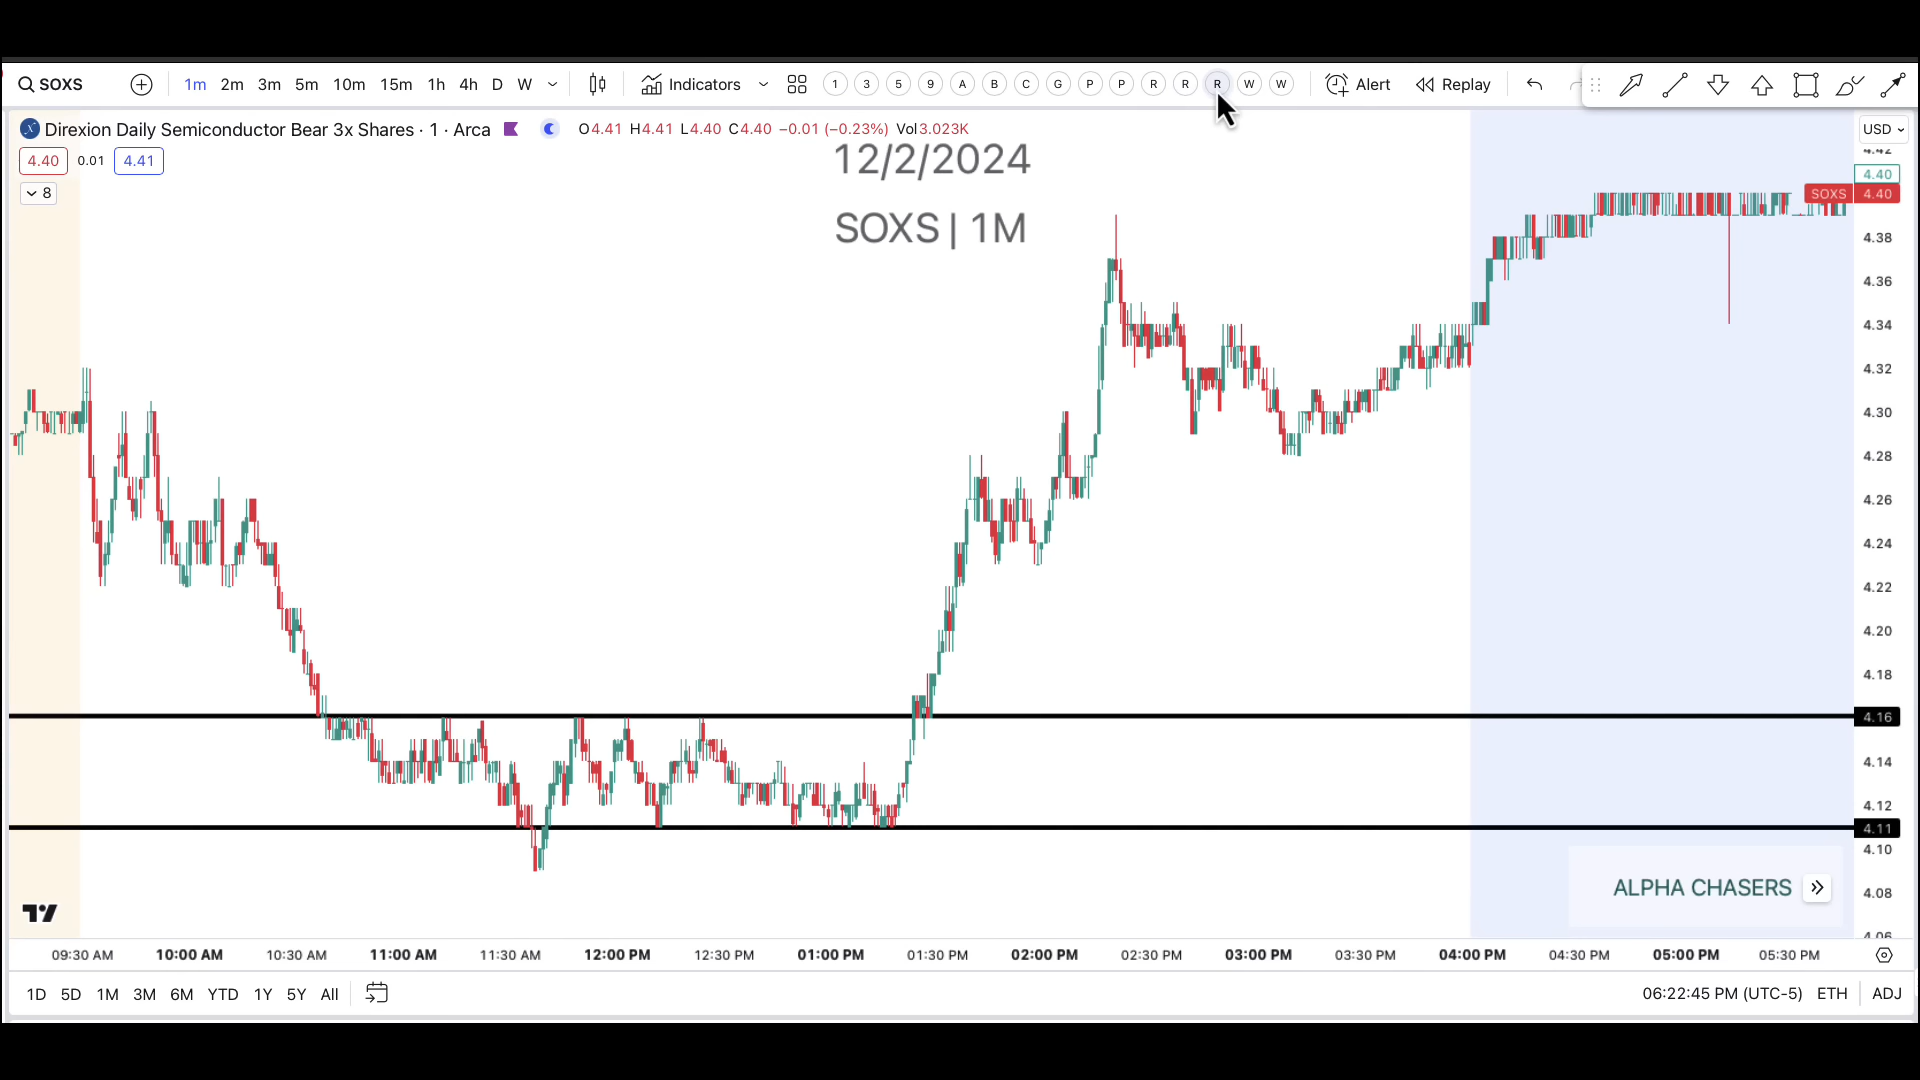 SOXS 1m 2m 3m 5m 10m 15m 1h 4h D W Indicators 1 3 5 9 A B C G P P R R R W W Alert Replay
Direxion Daily Semiconductor Bear 3x Shares · 1 · Arca O4.41 H4.41 L4.40 C4.40 −0.01 (−0.23%) Vol3.023K USD
4.40 0.01 4.41
8
12/2/2024
SOXS | 1M
4.42
4.40
SOXS 4.40
4.38
4.36
4.34
4.32
4.30
4.28
4.26
4.24
4.22
4.20
4.18
4.16
4.14
4.12
4.11
4.10
4.08
4.06
ALPHA CHASERS
09:30 AM 10:00 AM 10:30 AM 11:00 AM 11:30 AM 12:00 PM 12:30 PM 01:00 PM 01:30 PM 02:00 PM 02:30 PM 03:00 PM 03:30 PM 04:00 PM 04:30 PM 05:00 PM 05:30 PM
1D 5D 1M 3M 6M YTD 1Y 5Y All 06:22:45 PM (UTC-5) ETH ADJ